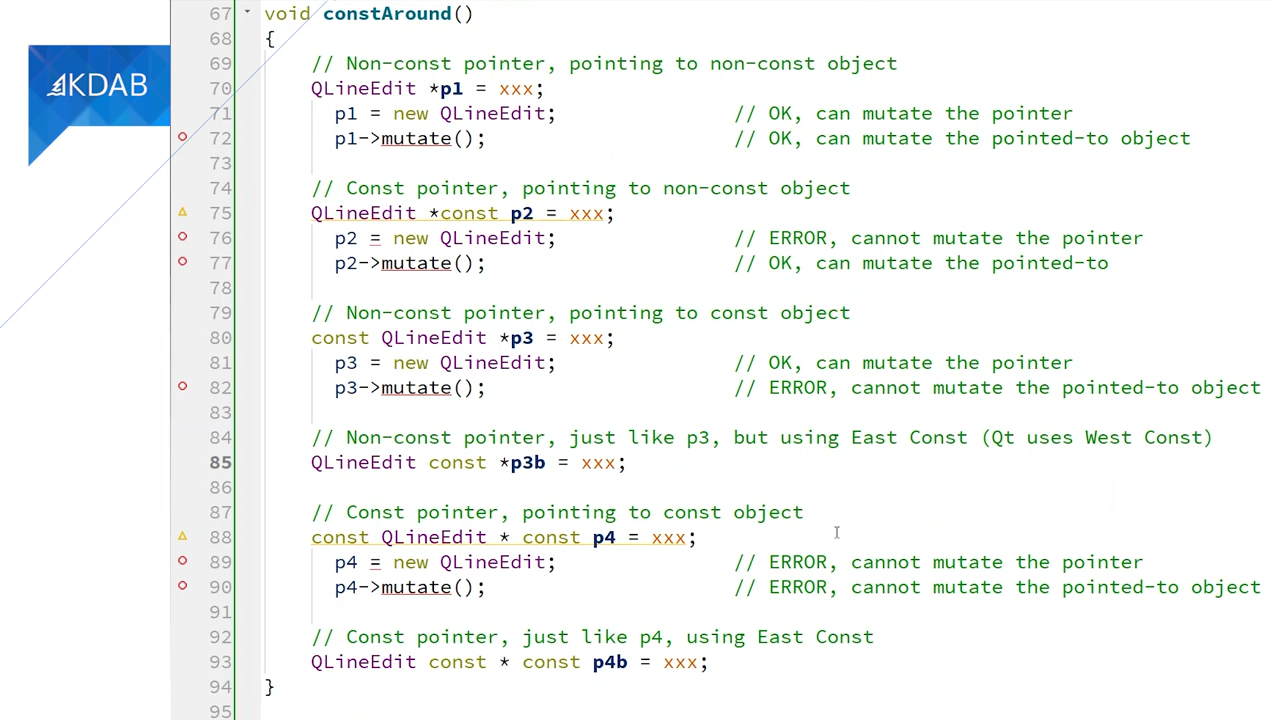 KDAB
67 void constAround()
68 {
69 // Non-const pointer, pointing to non-const object
70 QLineEdit *p1 = xxx;
71 p1 = new QLineEdit; // OK, can mutate the pointer
72 p1->mutate(); // OK, can mutate the pointed-to object
73
74 // Const pointer, pointing to non-const object
75 QLineEdit *const p2 = xxx;
76 p2 = new QLineEdit; // ERROR, cannot mutate the pointer
77 p2->mutate(); // OK, can mutate the pointed-to
78
79 // Non-const pointer, pointing to const object
80 const QLineEdit *p3 = xxx;
81 p3 = new QLineEdit; // OK, can mutate the pointer
82 p3->mutate(); // ERROR, cannot mutate the pointed-to object
83
84 // Non-const pointer, just like p3, but using East Const (Qt uses West Const)
85 QLineEdit const *p3b = xxx;
86
87 // Const pointer, pointing to const object
88 const QLineEdit * const p4 = xxx;
89 p4 = new QLineEdit; // ERROR, cannot mutate the pointer
90 p4->mutate(); // ERROR, cannot mutate the pointed-to object
91
92 // Const pointer, just like p4, using East Const
93 QLineEdit const * const p4b = xxx;
94 }
95